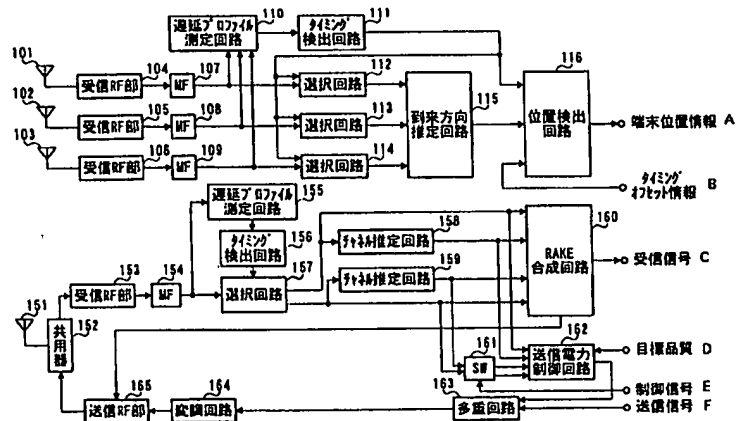 110
遅延プロファイル
測定回路
111
タイミング
検出回路
101
104
受信RF部
107
MF
112
選択回路
116
位置検出
回路
端末位置情報 A
102
105
受信RF部
108
MF
113
選択回路
115
到来方向
推定回路
103
106
受信RF部
109
MF
114
選択回路
タイミング
オフセット情報 B
155
遅延プロファイル
測定回路
156
タイミング
検出回路
158
チャネル推定回路
160
RAKE
合成回路
受信信号 C
151
152
共用器
153
受信RF部
154
MF
157
選択回路
159
チャネル推定回路
161
SW
162
送信電力
制御回路
目標品質 D
制御信号 E
165
送信RF部
164
変調回路
163
多重回路
送信信号 F